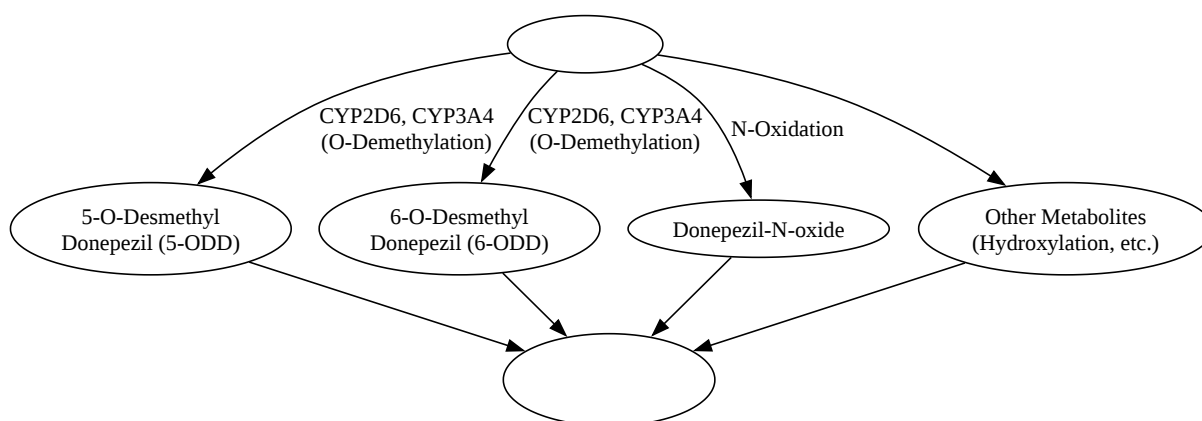 CYP2D6, CYP3A4
(O-Demethylation)
CYP2D6, CYP3A4
(O-Demethylation)
N-Oxidation
5-O-Desmethyl
Donepezil (5-ODD)
6-O-Desmethyl
Donepezil (6-ODD)
Donepezil-N-oxide
Other Metabolites
(Hydroxylation, etc.)